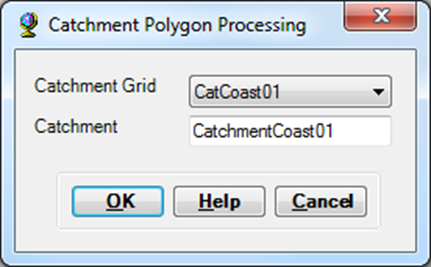 Catchment Polygon Processing
Catchment Grid CatCoast01
Catchment CatchmentCoast01
OK Help Cancel